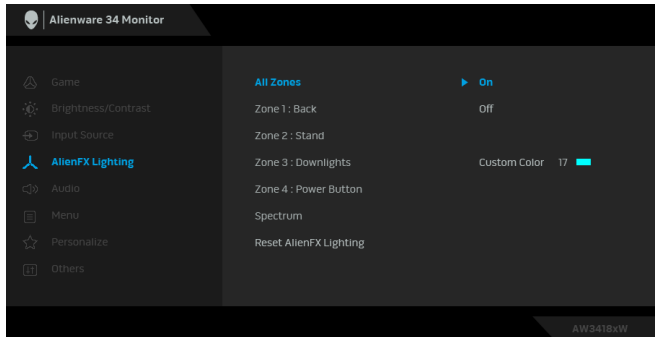 Alienware 34 Monitor
Game
Brightness/Contrast
Input Source
AlienFX Lighting
Audio
Menu
Personalize
Others
All Zones
Zone 1 : Back
Zone 2 : Stand
Zone 3 : Downlights
Zone 4 : Power Button
Spectrum
Reset AlienFX Lighting
On
Off
Custom Color 17
AW3418xW